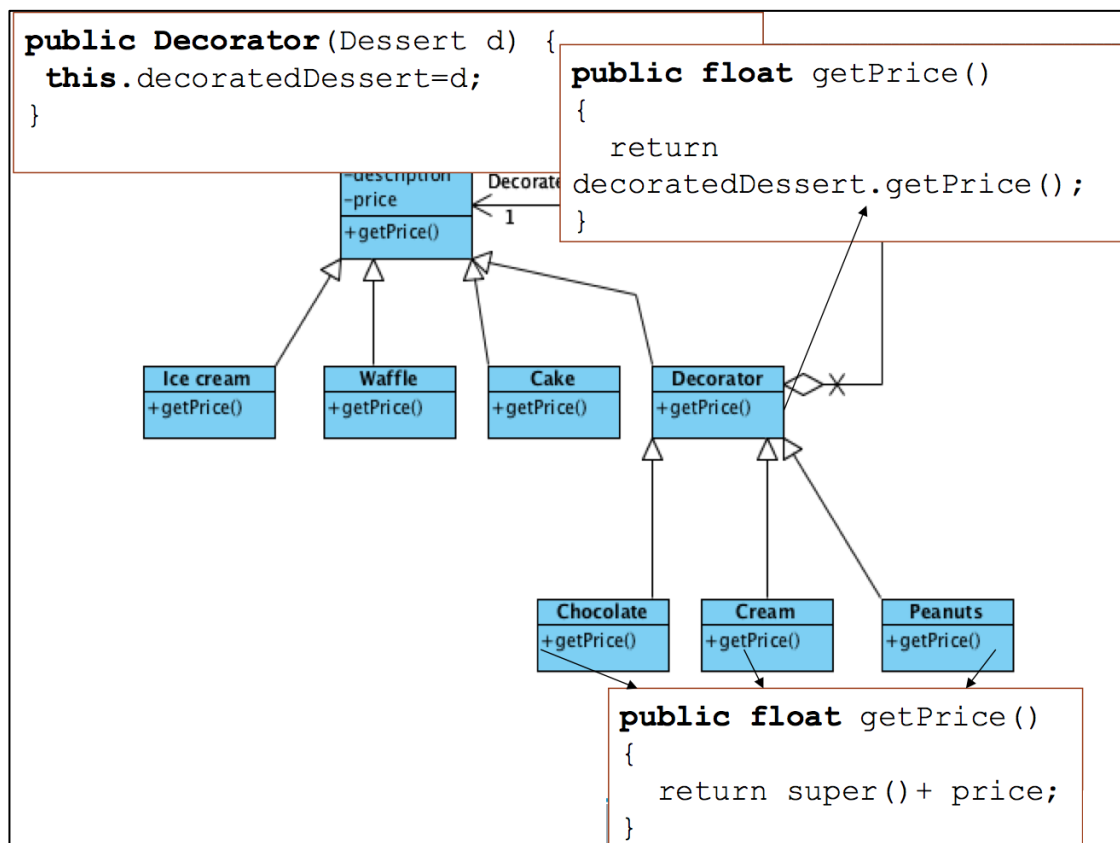 public Decorator(Dessert d) {
this.decoratedDessert=d;
}
public float getPrice()
{
return
decoratedDessert.getPrice();
}
-description
-price
+getPrice()
1
Ice cream
+getPrice()
Waffle
+getPrice()
Cake
+getPrice()
Decorator
+getPrice()
Chocolate
+getPrice()
Cream
+getPrice()
Peanuts
+getPrice()
public float getPrice()
{
return super()+ price;
}